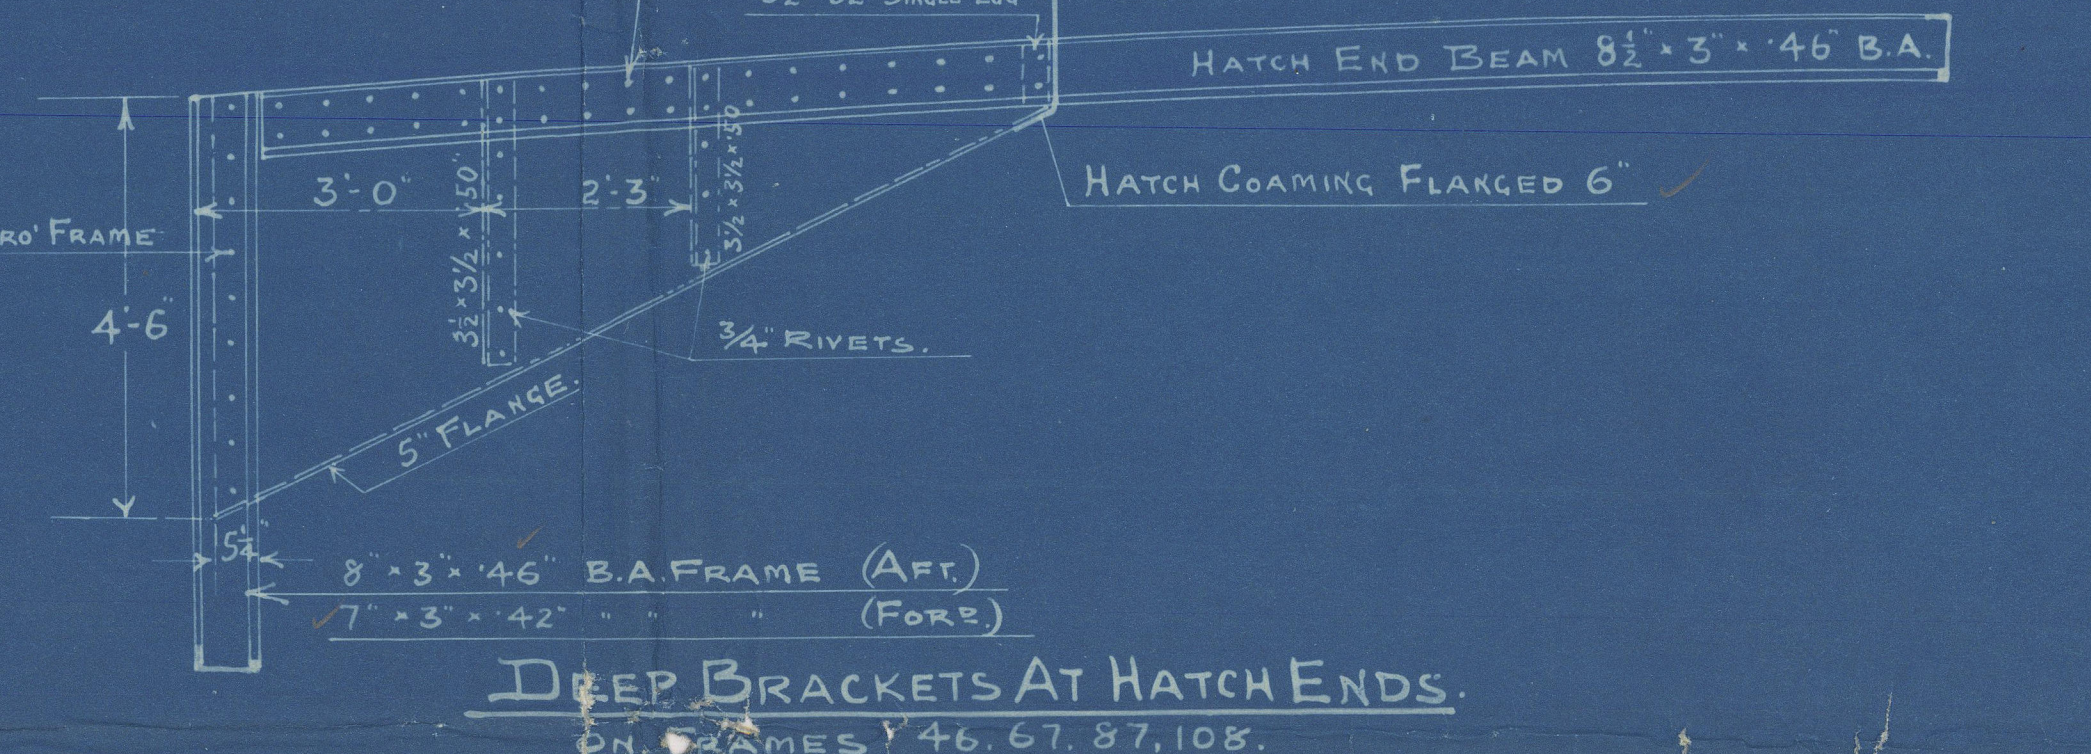 HATCH END BEAM 8½" × 3" × ·46" B.A.
3½ × 3½ × ·50
HATCH COAMING FLANGED 6"
3'-0"
2'-3"
3½ × 3½ × ·50"
FRAME
4'-6"
¾" RIVETS.
5" FLANGE.
5¼"
8" × 3" × ·46" B.A. FRAME (AFT.)
7" × 3" × ·42" " " " (FORD.)
DEEP BRACKETS AT HATCH ENDS.
ON FRAMES 46. 67. 87, 108.